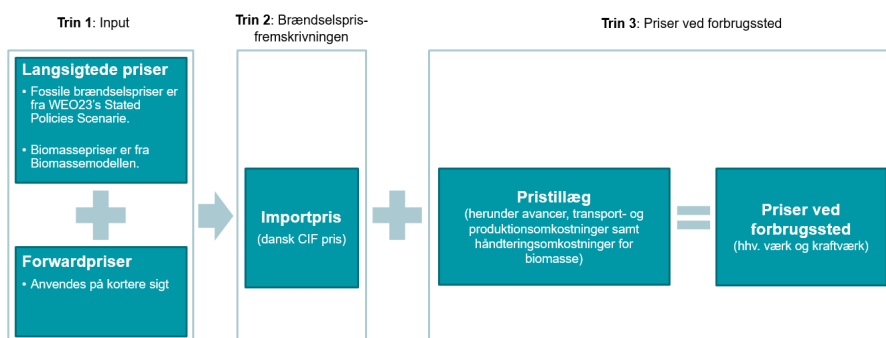 Trin 1: Input
Langsigtede priser
• Fossile brændselspriser er
fra WEO23's Stated
Policies Scenarie.
• Biomassepriser er fra
Biomassemodellen.
Forwardpriser
• Anvendes på kortere sigt
Trin 2: Brændselspris-
fremskrivningen
Importpris
(dansk CIF pris)
Trin 3: Priser ved forbrugssted
Pristillæg
(herunder avancer, transport- og
produktionsomkostninger samt
håndteringsomkostninger for
biomasse)
Priser ved
forbrugssted
(hhv. værk og kraftværk)